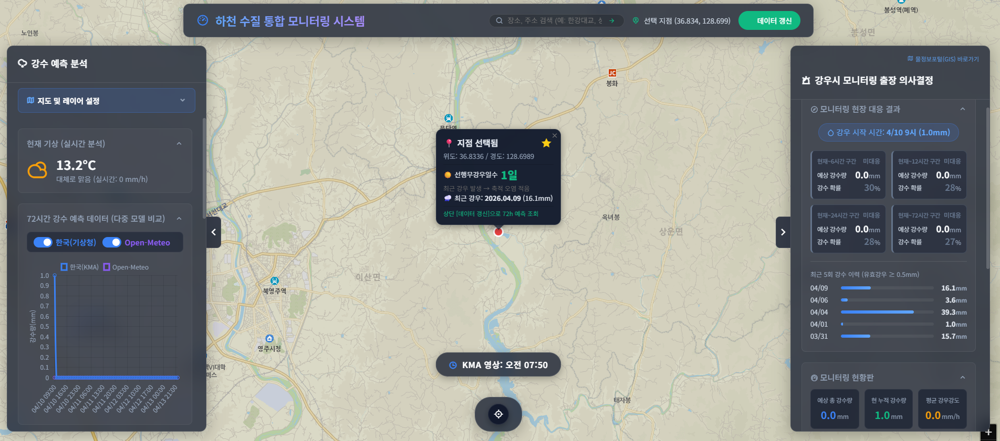 하천 수질 통합 모니터링 시스템
장소, 주소 검색 (예: 한강대교, 성
선택 지점 (36.834, 128.699)
데이터 갱신
봉성역(폐역)
노인봉
봉성면
강수 예측 분석
지도 및 레이어 설정
현재 기상 (실시간 분석)
13.2°C
대체로 맑음 (실시간: 0 mm/h)
72시간 강수 예측 데이터 (다중 모델 비교)
한국(기상청)
Open-Meteo
한국(KMA)
Open-Meteo
강수량(mm)
1.0
0.9
0.8
0.7
0.6
0.5
0.4
0.3
0.2
0.1
0
04/10 09:00
04/10 16:00
04/10 23:00
04/11 06:00
04/11 13:00
04/11 20:00
04/12 03:00
04/12 10:00
04/12 17:00
04/13 00:00
04/13 21:00
JC
봉화
문단역
지점 선택됨
위도: 36.8336 / 경도: 128.6989
선행무강우일수 1일
최근 강우 발생 → 축적 오염 적음
최근 강우: 2026.04.09 (16.1mm)
상단 [데이터 갱신]으로 72h 예측 조회
서천대교
옥녀봉
상운면
이산면
북영주역
영주시청
KMA 영상: 오전 07:50
태자봉
물정보포털(GIS) 바로가기
강우시 모니터링 출장 의사결정
모니터링 현장 대응 결과
강우 시작 시간: 4/10 9시 (1.0mm)
현재~6시간 구간 미대응
예상 강수량 0.0mm
강수 확률 30%
현재~12시간 구간 미대응
예상 강수량 0.0mm
강수 확률 28%
현재~24시간 구간 미대응
예상 강수량 0.0mm
강수 확률 28%
현재~72시간 구간 미대응
예상 강수량 0.0mm
강수 확률 27%
최근 5회 강수 이력 (유효강우 ≥ 0.5mm)
04/09 16.1mm
04/06 3.6mm
04/04 39.3mm
04/01 1.0mm
03/31 15.7mm
모니터링 현황판
예상 총 강수량
0.0 mm
현 누적 강수량
1.0 mm
평균 강우강도
0.0 mm/h